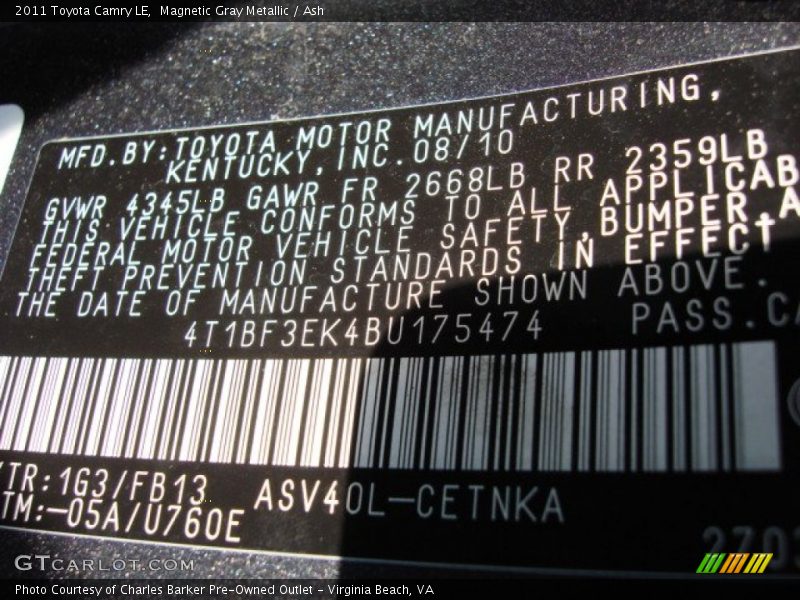 2011 Toyota Camry LE,  Magnetic Gray Metallic / Ash
MFD.BY:TOYOTA MOTOR MANUFACTURING,
KENTUCKY,INC.08/10
GVWR 4345LB GAWR FR 2668LB RR 2359LB
THIS VEHICLE CONFORMS TO ALL APPLICAB
FEDERAL MOTOR VEHICLE SAFETY,BUMPER,A
THEFT PREVENTION STANDARDS IN EFFECT
THE DATE OF MANUFACTURE SHOWN ABOVE.
4T1BF3EK4BU175474 PASS.CA
/TR:1G3/FB13 ASV40L-CETNKA
TM:-05A/U760E
GTCARLOT.COM
Photo Courtesy of Charles Barker Pre-Owned Outlet - Virginia Beach, VA